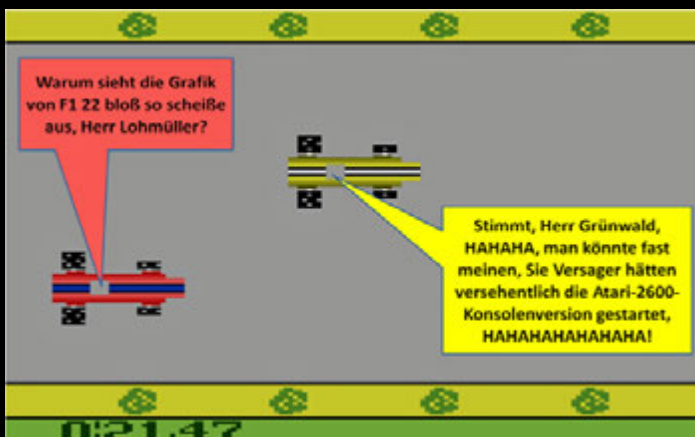 Warum sieht die Grafik
von F1 22 bloß so scheiße
aus, Herr Lohmüller?
Stimmt, Herr Grünwald,
HAHAHA, man könnte fast
meinen, Sie Versager hätten
versehentlich die Atari-2600-
Konsolenversion gestartet,
HAHAHAHAHAHAHA!
0:21.47